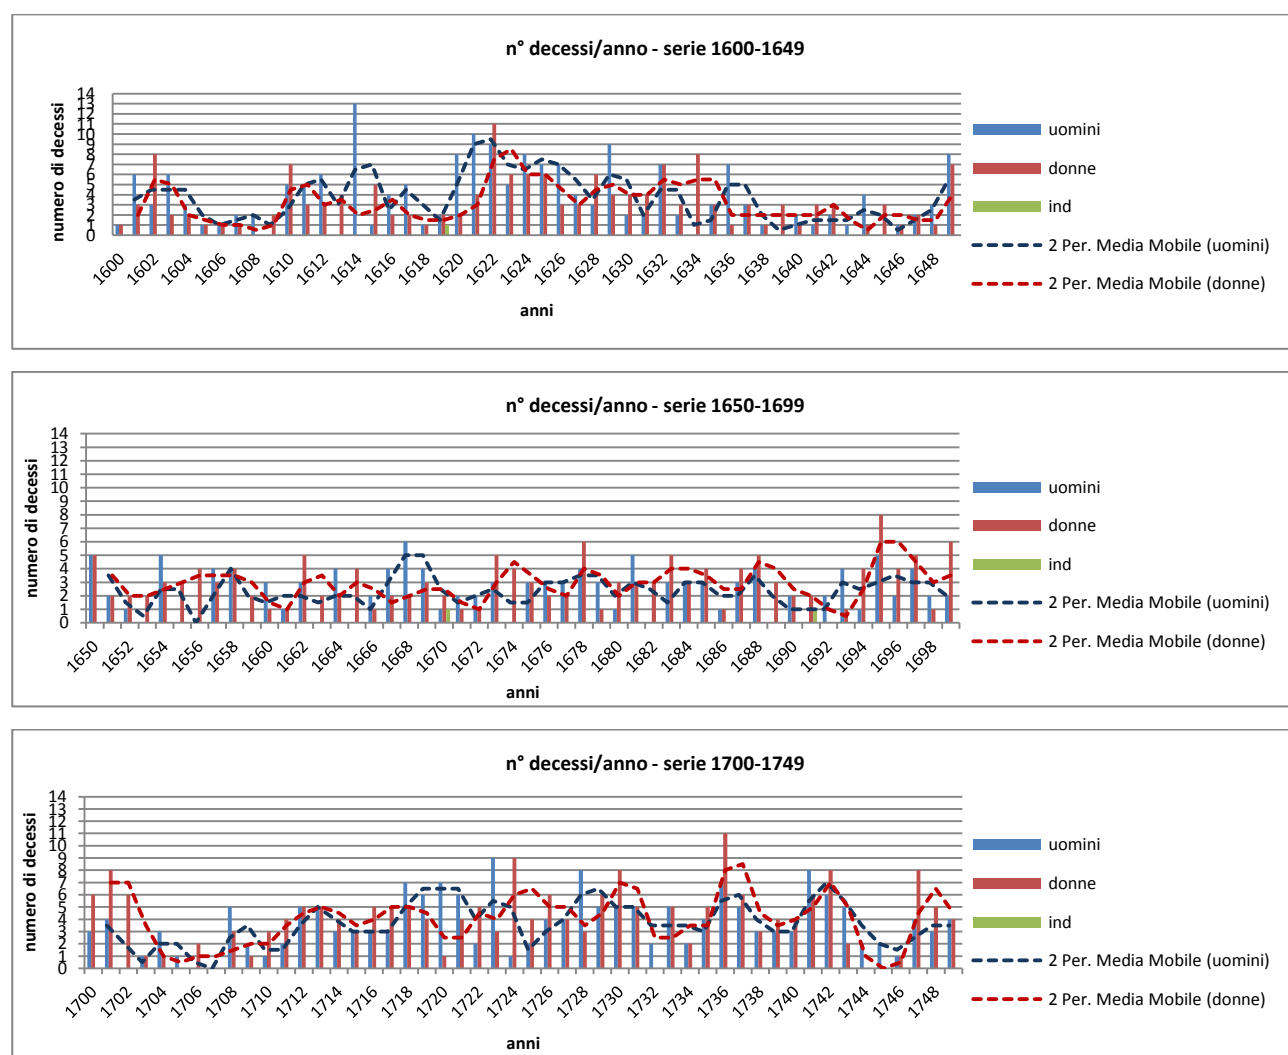 n° decessi/anno - serie 1600-1649
numero di decessi
14
13
12
11
10
9
8
7
6
5
4
3
2
1
0
1600 1602 1604 1606 1608 1610 1612 1614 1616 1618 1620 1622 1624 1626 1628 1630 1632 1634 1636 1638 1640 1642 1644 1646 1648
anni
uomini
donne
ind
2 Per. Media Mobile (uomini)
2 Per. Media Mobile (donne)
n° decessi/anno - serie 1650-1699
numero di decessi
14
13
12
11
10
9
8
7
6
5
4
3
2
1
0
1650 1652 1654 1656 1658 1660 1662 1664 1666 1668 1670 1672 1674 1676 1678 1680 1682 1684 1686 1688 1690 1692 1694 1696 1698
anni
uomini
donne
ind
2 Per. Media Mobile (uomini)
2 Per. Media Mobile (donne)
n° decessi/anno - serie 1700-1749
numero di decessi
14
13
12
11
10
9
8
7
6
5
4
3
2
1
0
1700 1702 1704 1706 1708 1710 1712 1714 1716 1718 1720 1722 1724 1726 1728 1730 1732 1734 1736 1738 1740 1742 1744 1746 1748
anni
uomini
donne
ind
2 Per. Media Mobile (uomini)
2 Per. Media Mobile (donne)